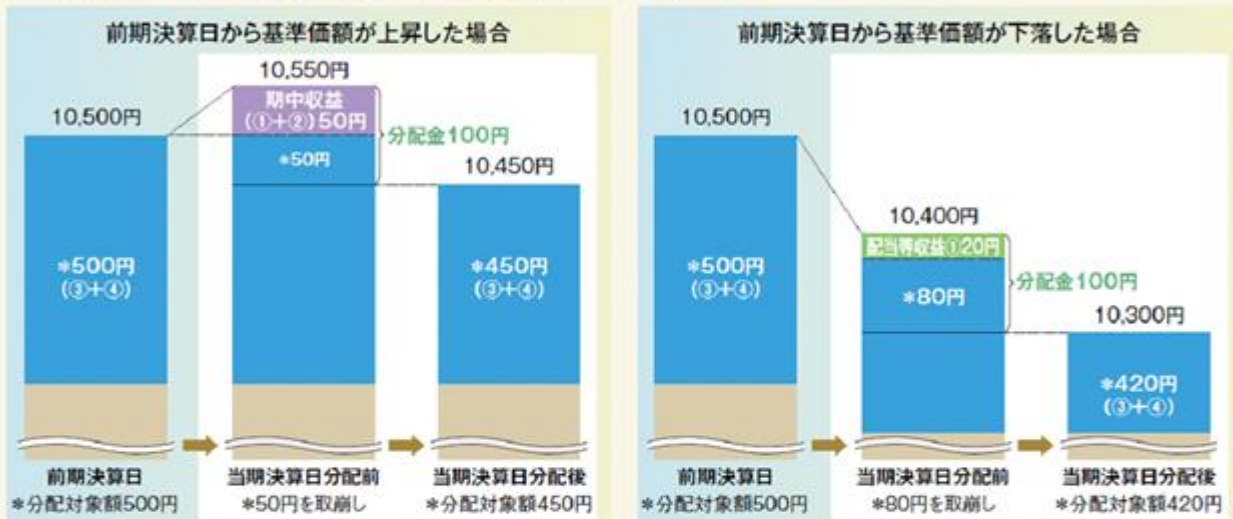 前期決算日から基準価額が上昇した場合
10,550円
期中収益
(①+②)50円
10,500円
分配金100円
*50円
10,450円
*500円
(③+④)
*450円
(③+④)
前期決算日
*分配対象額500円
当期決算日分配前
*50円を取崩し
当期決算日分配後
*分配対象額450円
前期決算日から基準価額が下落した場合
10,500円
10,400円
配当等収益①20円
*500円
(③+④)
*80円
分配金100円
10,300円
*420円
(③+④)
前期決算日
*分配対象額500円
当期決算日分配前
*80円を取崩し
当期決算日分配後
*分配対象額420円